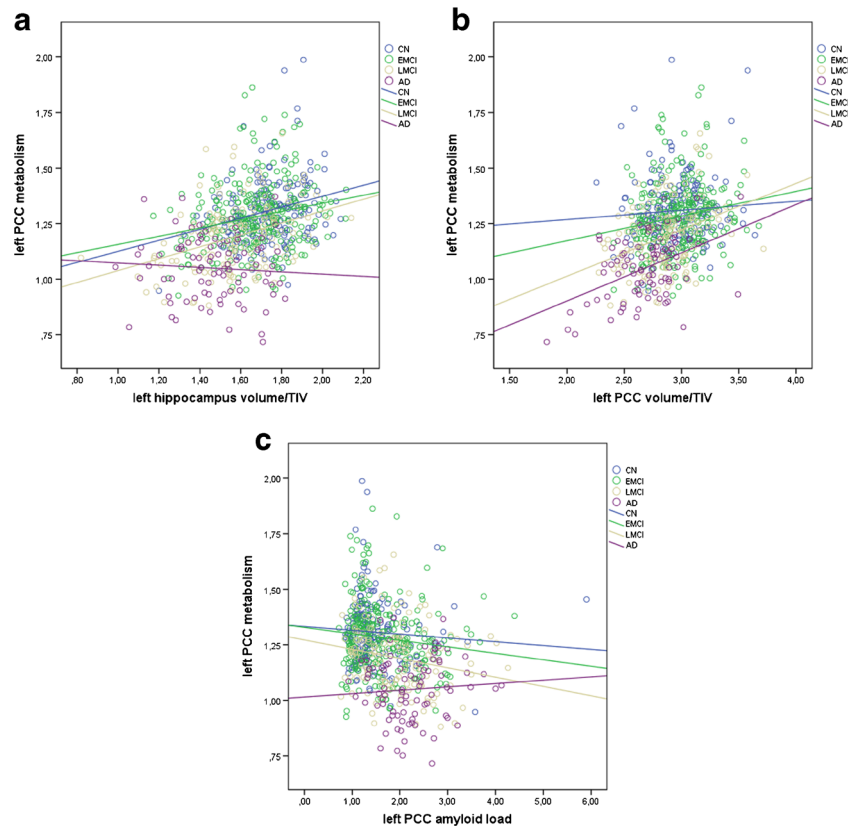 a
left PCC metabolism
2,00
1,75
1,50
1,25
1,00
,75
,80 1,00 1,20 1,40 1,60 1,80 2,00 2,20
left hippocampus volume/TIV
CN
EMCI
LMCI
AD
CN
EMCI
LMCI
AD
b
left PCC metabolism
2,00
1,75
1,50
1,25
1,00
,75
1,50 2,00 2,50 3,00 3,50 4,00
left PCC volume/TIV
CN
EMCI
LMCI
AD
CN
EMCI
LMCI
AD
c
left PCC metabolism
2,00
1,75
1,50
1,25
1,00
,75
,00 1,00 2,00 3,00 4,00 5,00 6,00
left PCC amyloid load
CN
EMCI
LMCI
AD
CN
EMCI
LMCI
AD